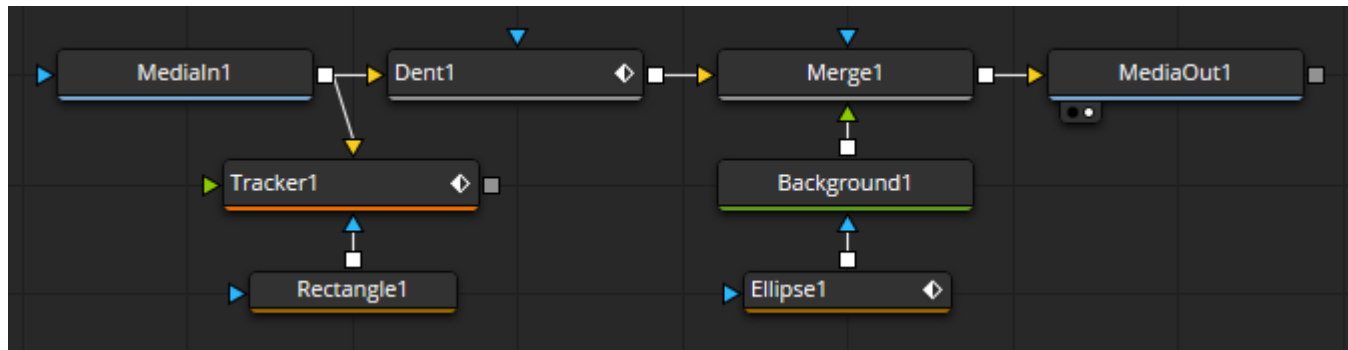 MediaIn1
Dent1
Merge1
MediaOut1
Tracker1
Background1
Rectangle1
Ellipse1